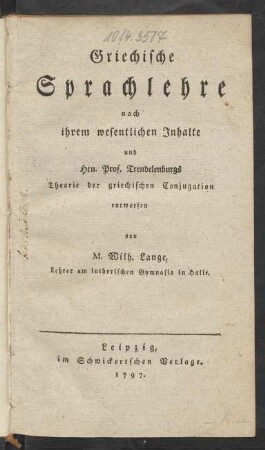 Griechische
Sprachlehre
nach
ihrem wesentlichen Inhalte
und
Hrn. Prof. Trendelenburgs
Theorie der griechischen Conjugation
entworfen
von
M. Wilh. Lange,
Lehrer am lutherischen Gymnasio in Halle.
Leipzig,
im Schwickertschen Verlage.
1797.